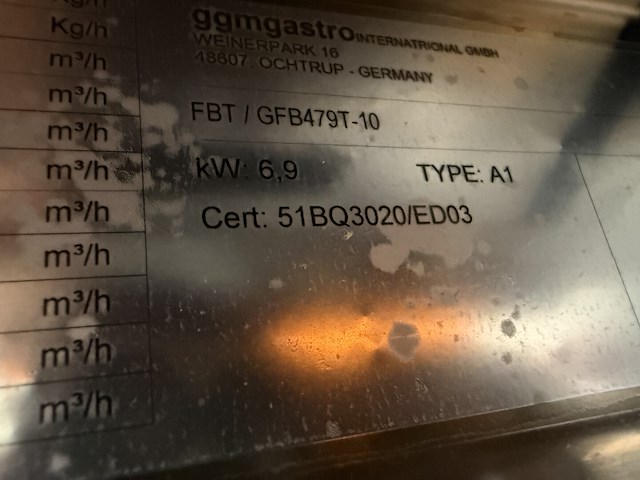 Kg/h
Kg/h
m³/h
m³/h
m³/h
m³/h
m³/h
m³/h
m³/h
m³/h
m³/h
ggmgastro INTERNATRIONAL GMBH
WEINERPARK 16
48607, OCHTRUP - GERMANY
FBT / GFB479T-10
kW: 6,9 TYPE: A1
Cert: 51BQ3020/ED03